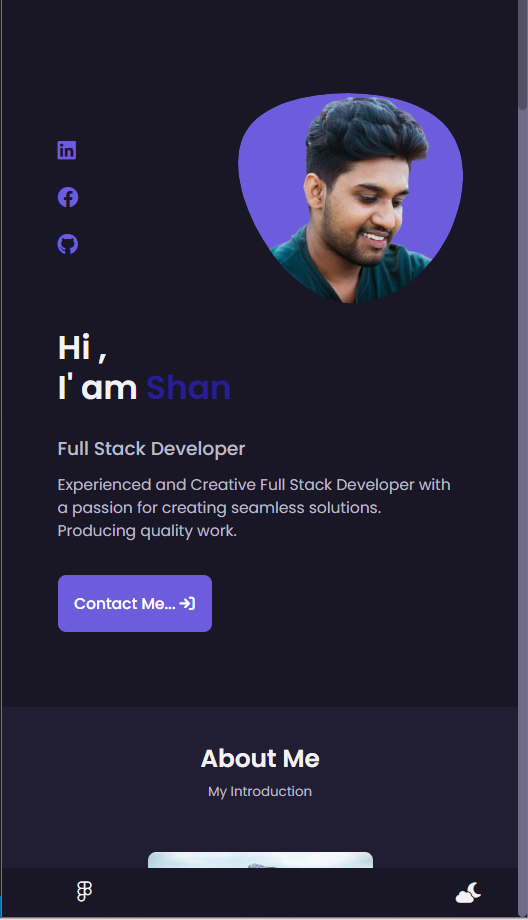 Hi ,
I' am Shan
Full Stack Developer
Experienced and Creative Full Stack Developer with
a passion for creating seamless solutions.
Producing quality work.
Contact Me...
About Me
My Introduction